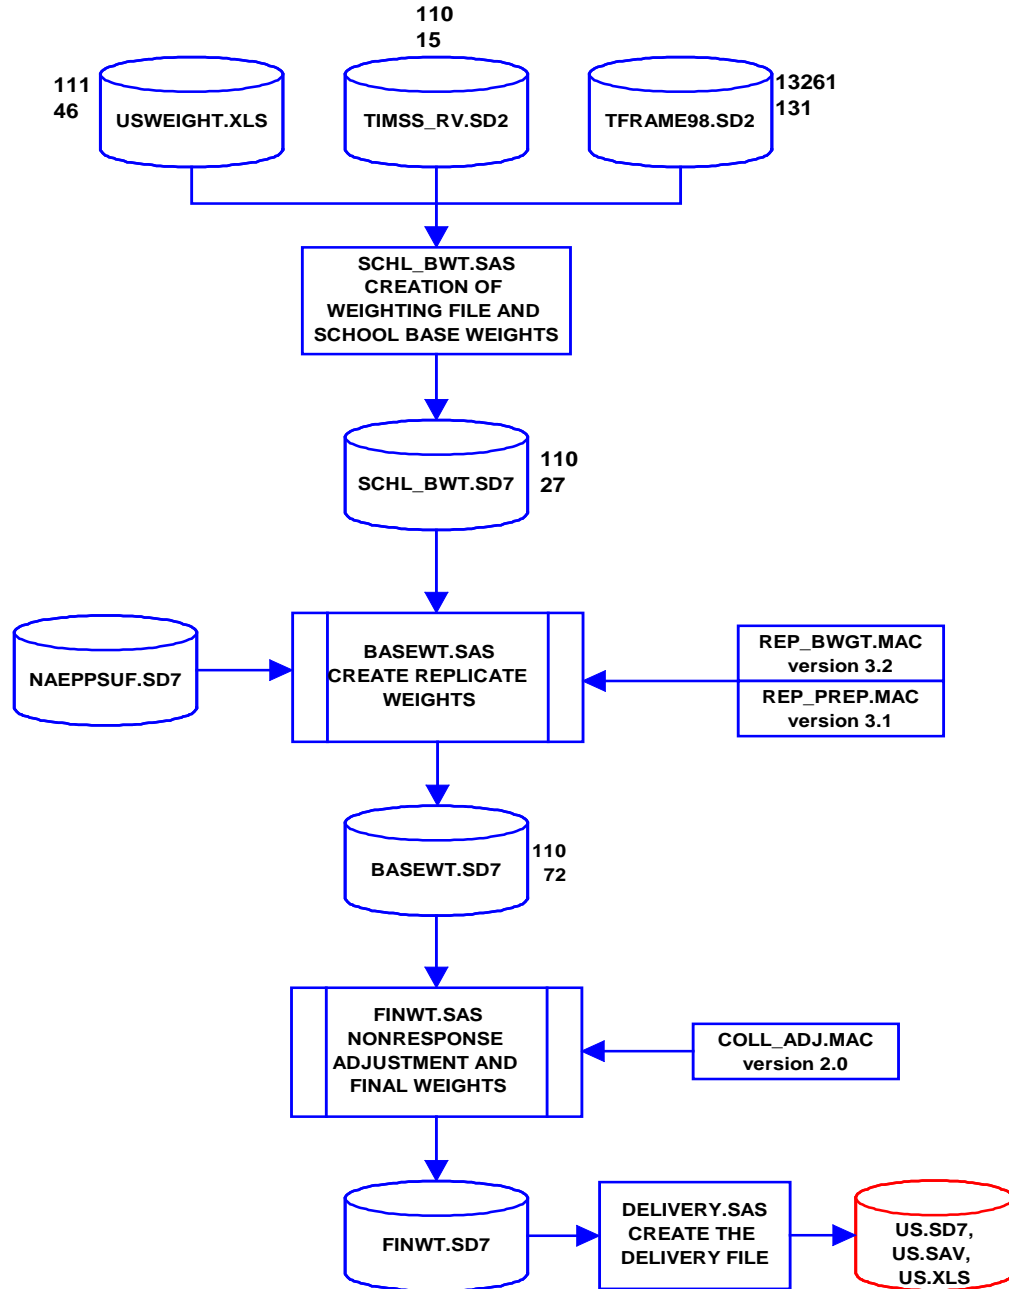 110
15
111
46
USWEIGHT.XLS
TIMSS_RV.SD2
TFRAME98.SD2
13261
131
SCHL_BWT.SAS
CREATION OF
WEIGHTING FILE AND
SCHOOL BASE WEIGHTS
SCHL_BWT.SD7
110
27
NAEPPSUF.SD7
BASEWT.SAS
CREATE REPLICATE
WEIGHTS
REP_BWGT.MAC
version 3.2
REP_PREP.MAC
version 3.1
BASEWT.SD7
110
72
FINWT.SAS
NONRESPONSE
ADJUSTMENT AND
FINAL WEIGHTS
COLL_ADJ.MAC
version 2.0
FINWT.SD7
DELIVERY.SAS
CREATE THE
DELIVERY FILE
US.SD7,
US.SAV,
US.XLS